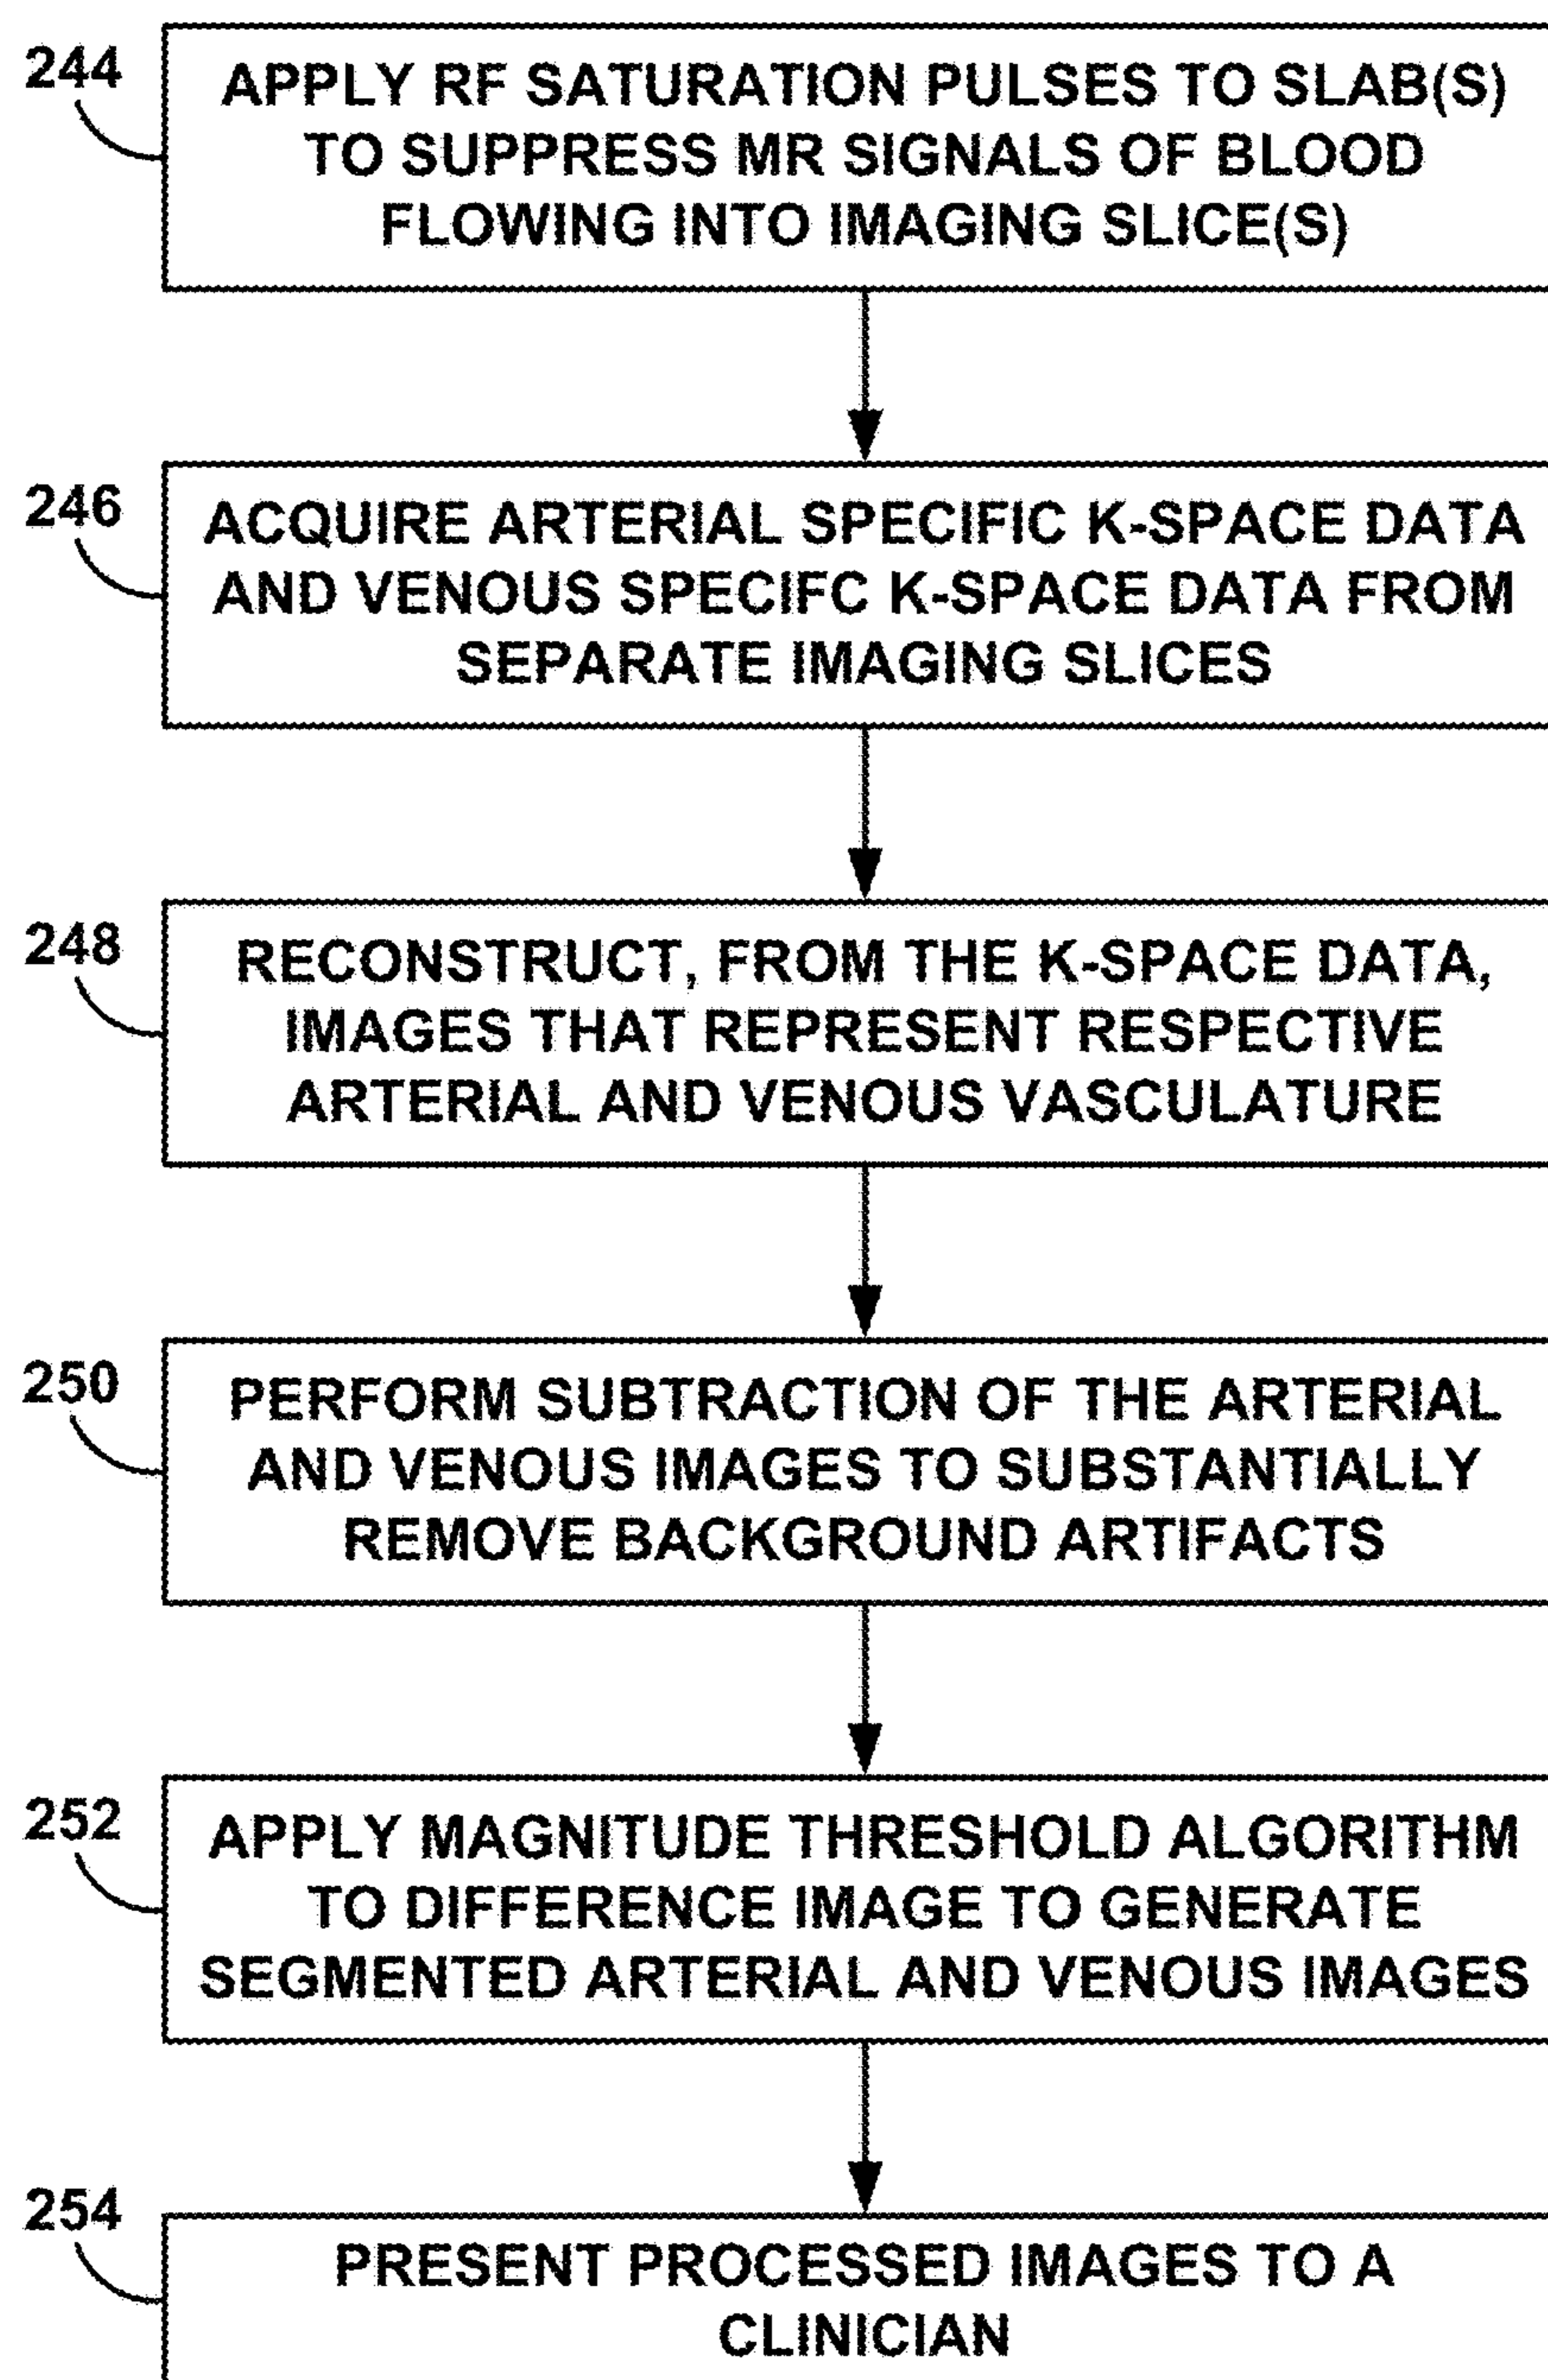 244
APPLY RF SATURATION PULSES TO SLAB(S)
TO SUPPRESS MR SIGNALS OF BLOOD
FLOWING INTO IMAGING SLICE(S)
246
ACQUIRE ARTERIAL SPECIFIC K-SPACE DATA
AND VENOUS SPECIFC K-SPACE DATA FROM
SEPARATE IMAGING SLICES
248
RECONSTRUCT, FROM THE K-SPACE DATA,
IMAGES THAT REPRESENT RESPECTIVE
ARTERIAL AND VENOUS VASCULATURE
250
PERFORM SUBTRACTION OF THE ARTERIAL
AND VENOUS IMAGES TO SUBSTANTIALLY
REMOVE BACKGROUND ARTIFACTS
252
APPLY MAGNITUDE THRESHOLD ALGORITHM
TO DIFFERENCE IMAGE TO GENERATE
SEGMENTED ARTERIAL AND VENOUS IMAGES
254
PRESENT PROCESSED IMAGES TO A
CLINICIAN